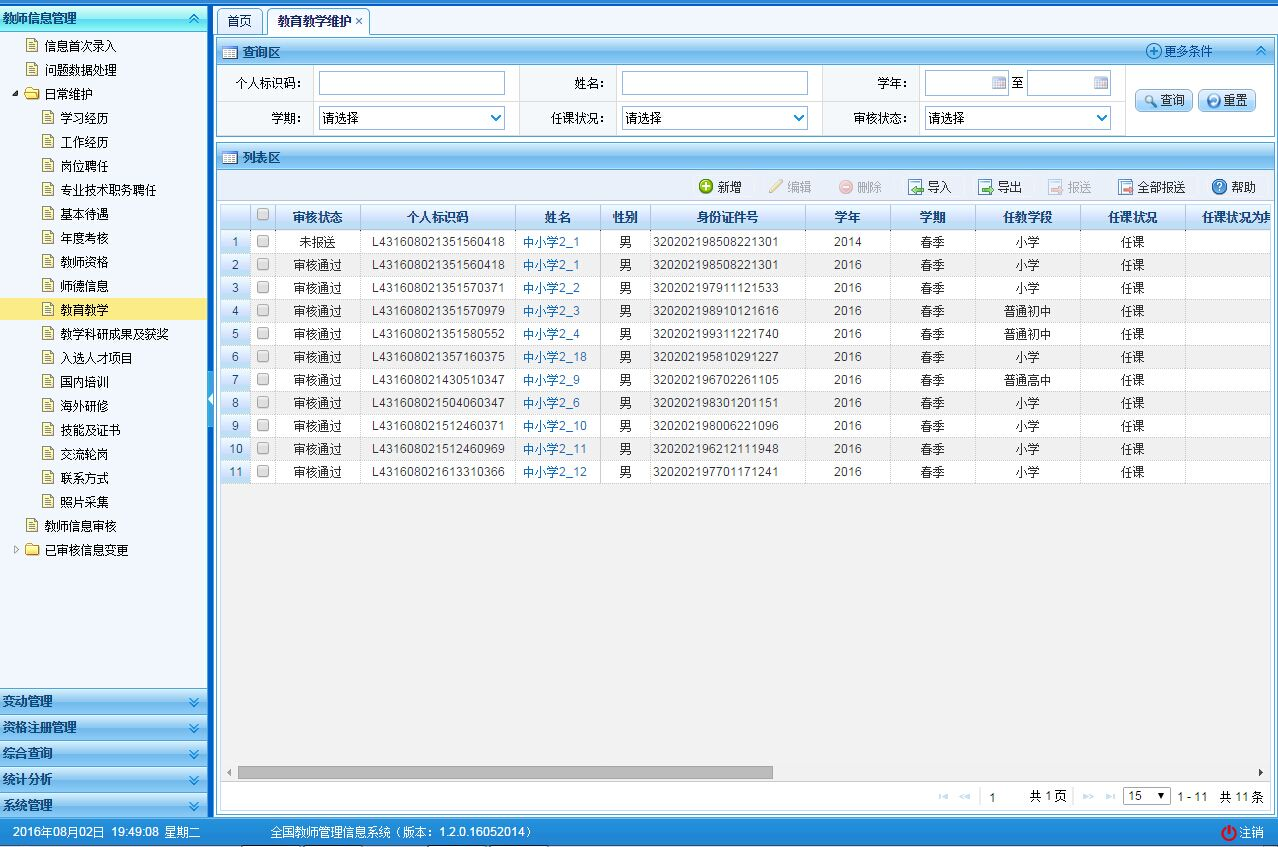 教师信息管理
信息首次录入
问题数据处理
日常维护
学习经历
工作经历
岗位聘任
专业技术职务聘任
基本待遇
年度考核
教师资格
师德信息
教育教学
教学科研成果及获奖
入选人才项目
国内培训
海外研修
技能及证书
交流轮岗
联系方式
照片采集
教师信息审核
已审核信息变更
变动管理
资格注册管理
综合查询
统计分析
系统管理
首页 教育教学维护 ×
查询区 更多条件
个人标识码： 姓名： 学年： 至 查询 重置
学期： 请选择 任课状况： 请选择 审核状态： 请选择
列表区
新增 编辑 删除 导入 导出 报送 全部报送 帮助
审核状态 个人标识码 姓名 性别 身份证件号 学年 学期 任教学段 任课状况 任课状况为
1 未报送 L431608021351560418 中小学2_1 男 320202198508221301 2014 春季 小学 任课
2 审核通过 L431608021351560418 中小学2_1 男 320202198508221301 2016 春季 小学 任课
3 审核通过 L431608021351570371 中小学2_2 男 320202197911121533 2016 春季 小学 任课
4 审核通过 L431608021351570879 中小学2_3 男 320202198910121616 2016 春季 普通初中 任课
5 审核通过 L431608021351580552 中小学2_4 男 320202199311221740 2016 春季 普通初中 任课
6 审核通过 L431608021357160375 中小学2_18 男 320202195810251227 2016 春季 小学 任课
7 审核通过 L431608021430510347 中小学2_9 男 320202196702261105 2016 春季 普通高中 任课
8 审核通过 L431608021504060347 中小学2_6 男 320202198301201151 2016 春季 小学 任课
9 审核通过 L431608021512460371 中小学2_10 男 320202198006221096 2016 春季 小学 任课
10 审核通过 L431608021512460969 中小学2_11 男 320202196212111948 2016 春季 小学 任课
11 审核通过 L431608021613310366 中小学2_12 男 320202197701171241 2016 春季 小学 任课
1 共 1 页 15 1 - 11 共 11 条
2016年08月02日 19:49:08 星期二 全国教师管理信息系统（版本：1.2.0.16052014） 注销